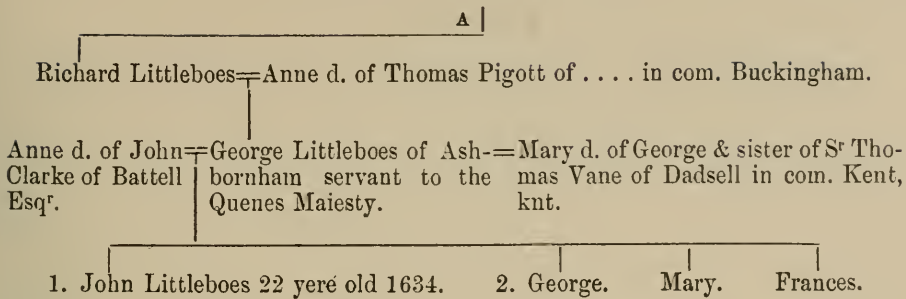 A
Richard Littleboes=Anne d. of Thomas Pigott of . . . . in com. Buckingham.
Anne d. of John=George Littleboes of Ash-=Mary d. of George & sister of Sʳ Tho-
Clarke of Battell bornham servant to the mas Vane of Dadsell in com. Kent,
Esqʳ. Quenes Maiesty. knt.
1. John Littleboes 22 yere old 1634. 2. George. Mary. Frances.